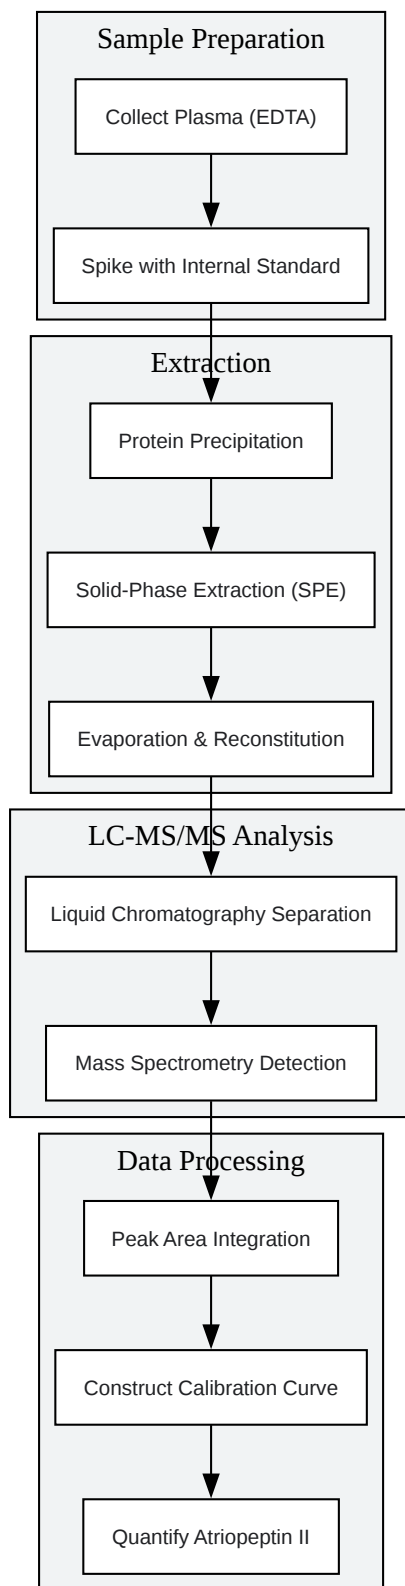 Sample Preparation
Collect Plasma (EDTA)
Spike with Internal Standard
Extraction
Protein Precipitation
Solid-Phase Extraction (SPE)
Evaporation & Reconstitution
LC-MS/MS Analysis
Liquid Chromatography Separation
Mass Spectrometry Detection
Data Processing
Peak Area Integration
Construct Calibration Curve
Quantify Atriopeptin II